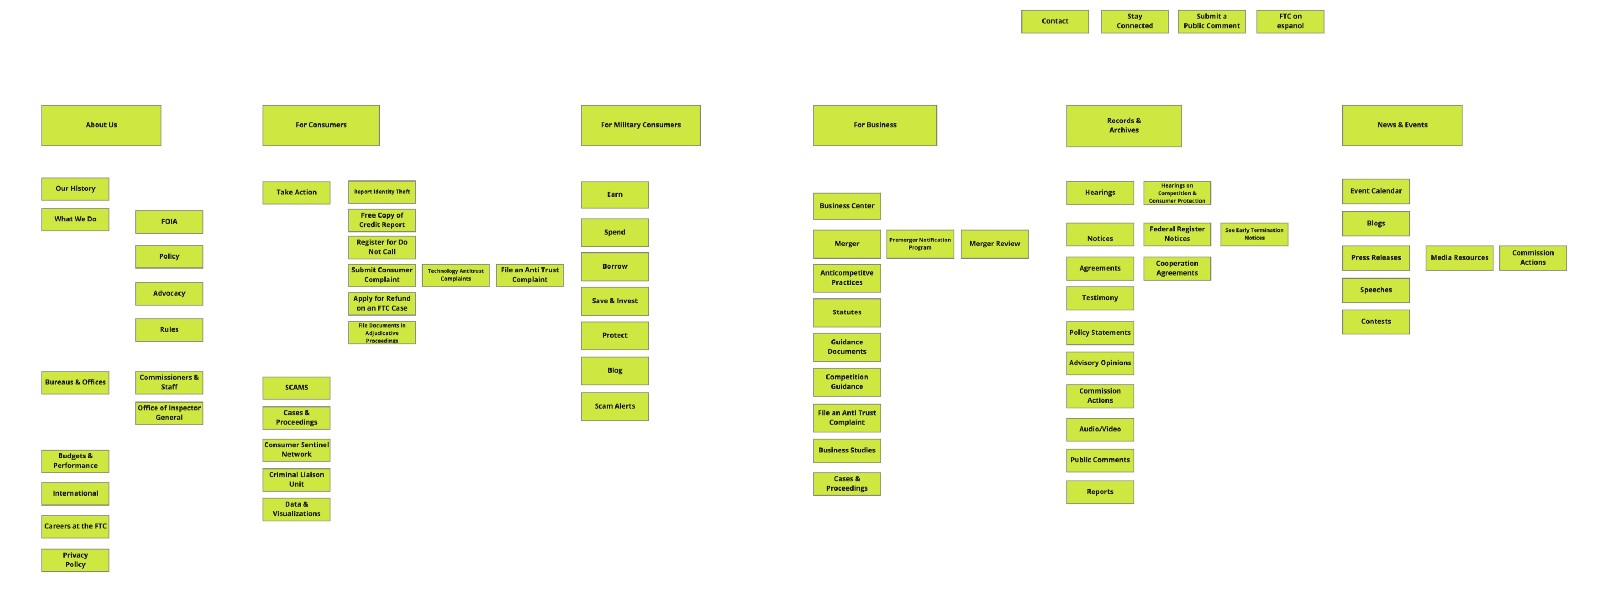 Contact
Stay
Connected
Submit a
Public Comment
FTC on
espanol
About Us
Our History
What We Do
FOIA
Policy
Advocacy
Rules
Bureaus & Offices
Commissioners &
Staff
Office of Inspector
General
Budgets &
Performance
International
Careers at the FTC
Privacy
Policy
For Consumers
Take Action
Report Identity Theft
Free Copy of
Credit Report
Register for Do
Not Call
Submit Consumer
Complaint
Technology Antitrust
Complaints
File an Anti Trust
Complaint
Apply for Refund
on an FTC Case
File Documents in
Adjudicative
Proceedings
SCAMS
Cases &
Proceedings
Consumer Sentinel
Network
Criminal Liaison
Unit
Data &
Visualizations
For Military Consumers
Earn
Spend
Borrow
Save & Invest
Protect
Blog
Scam Alerts
For Business
Business Center
Merger
Premerger Notification
Program
Merger Review
Anticompetitve
Practices
Statutes
Guidance
Documents
Competition
Guidance
File an Anti Trust
Complaint
Business Studies
Cases &
Proceedings
Records &
Archives
Hearings
Hearings on
Competition &
Consumer Protection
Notices
Federal Register
Notices
See Early Termination
Notices
Agreements
Cooperation
Agreements
Testimony
Policy Statements
Advisory Opinions
Commission
Actions
Audio/Video
Public Comments
Reports
News & Events
Event Calendar
Blogs
Press Releases
Media Resources
Commission
Actions
Speeches
Contests